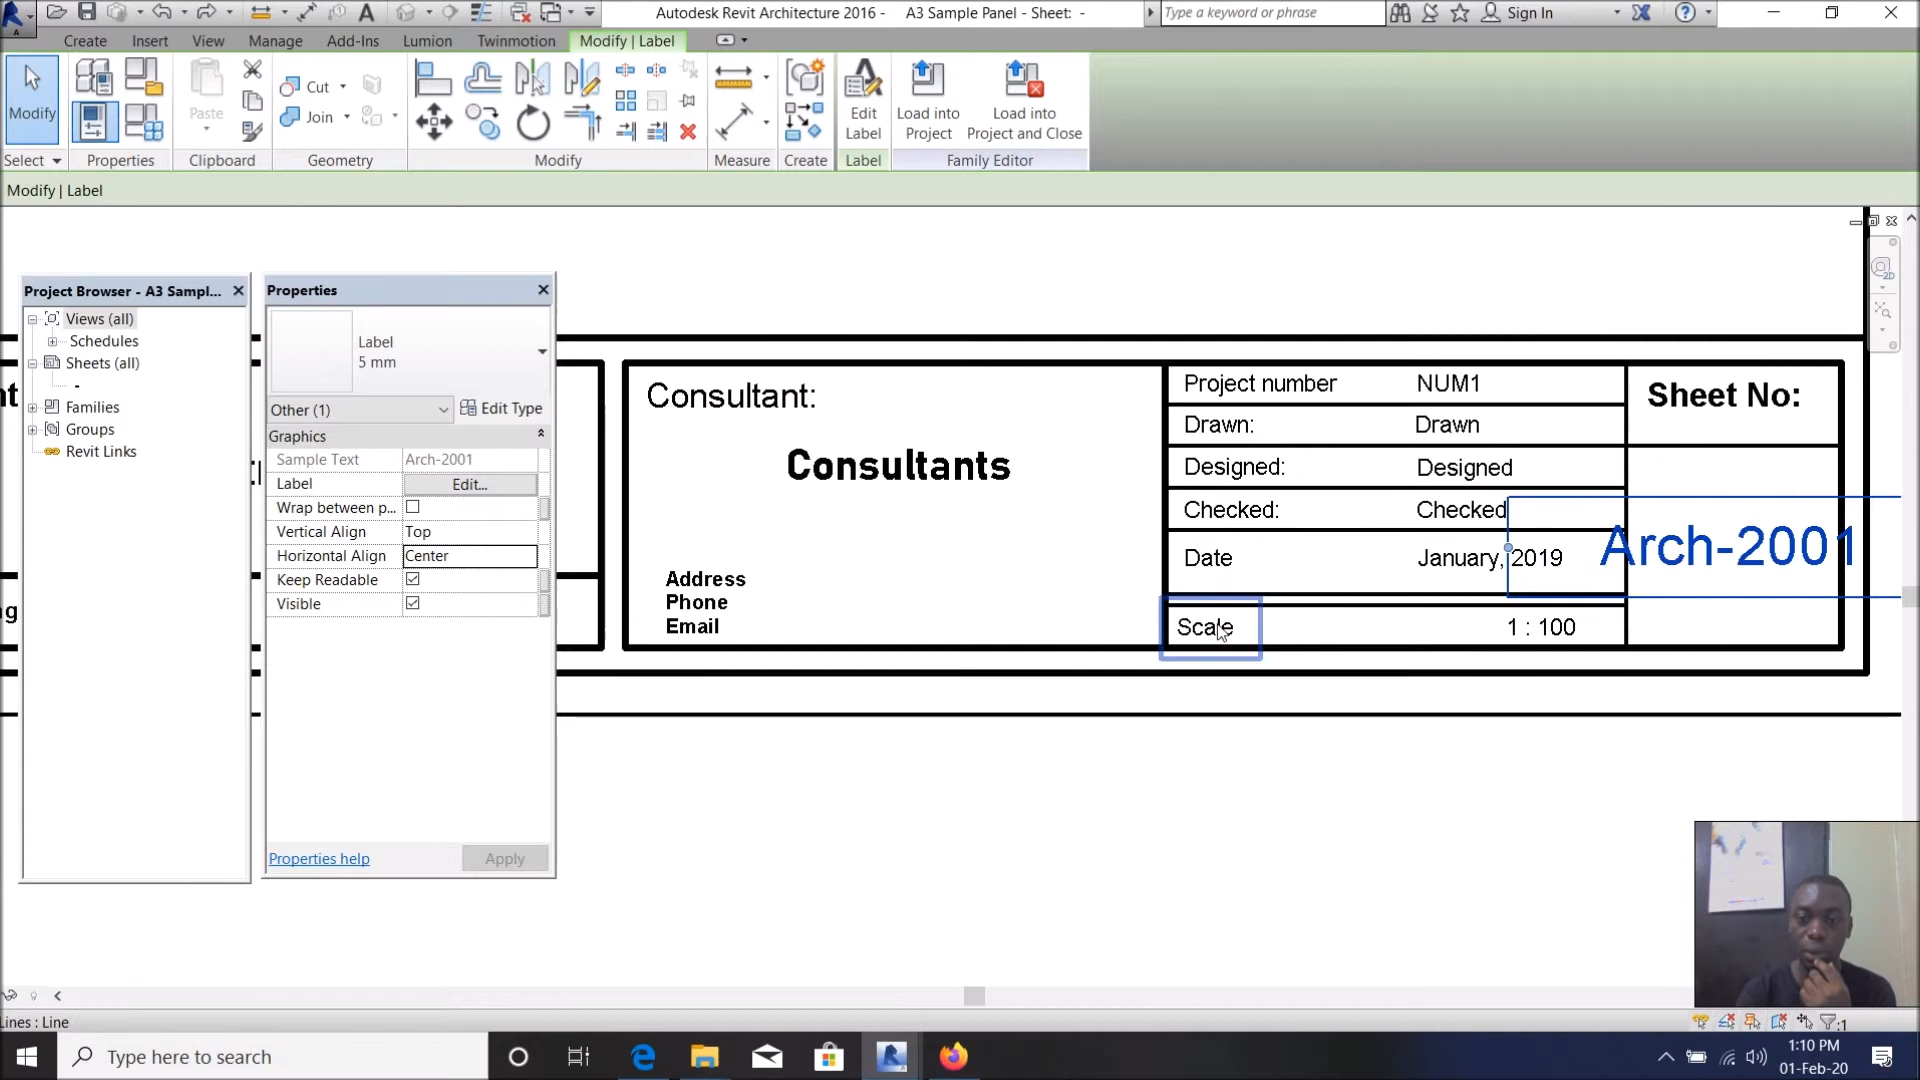 Autodesk Revit Architecture 2016 - A3 Sample Panel - Sheet: -
Type a keyword or phrase
Sign In
Create Insert View Manage Add-Ins Lumion Twinmotion Modify | Label
Modify
Paste
Cut
Join
Edit Label
Load into Project
Load into Project and Close
Select Properties Clipboard Geometry Modify Measure Create Label Family Editor
Modify | Label
Project Browser - A3 Sampl...
Views (all)
Schedules
Sheets (all)
-
Families
Groups
Revit Links
Properties
Label
5 mm
Other (1)
Edit Type
Graphics
Sample Text Arch-2001
Label Edit...
Wrap between p...
Vertical Align Top
Horizontal Align Center
Keep Readable
Visible
Properties help
Apply
Consultant:
Consultants
Address
Phone
Email
Project number NUM1
Drawn: Drawn
Designed: Designed
Checked: Checked
Date January, 2019
Scale 1 : 100
Sheet No:
Arch-2001
Lines : Line
:1
Type here to search
1:10 PM
01-Feb-20